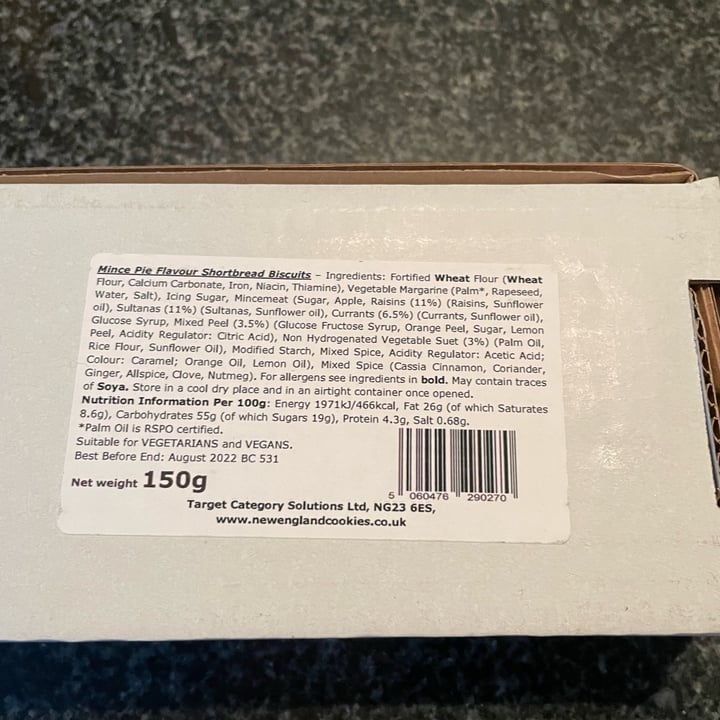 Mince Pie Flavour Shortbread Biscuits – Ingredients: Fortified Wheat Flour (Wheat
Flour, Calcium Carbonate, Iron, Niacin, Thiamine), Vegetable Margarine (Palm*, Rapeseed,
Water, Salt), Icing Sugar, Mincemeat (Sugar, Apple, Raisins (11%) (Raisins, Sunflower
oil), Sultanas (11%) (Sultanas, Sunflower oil), Currants (6.5%) (Currants, Sunflower oil),
Glucose Syrup, Mixed Peel (3.5%) (Glucose Fructose Syrup, Orange Peel, Sugar, Lemon
Peel, Acidity Regulator: Citric Acid), Non Hydrogenated Vegetable Suet (3%) (Palm Oil,
Rice Flour, Sunflower Oil), Modified Starch, Mixed Spice, Acidity Regulator: Acetic Acid;
Colour: Caramel; Orange Oil, Lemon Oil), Mixed Spice (Cassia Cinnamon, Coriander,
Ginger, Allspice, Clove, Nutmeg). For allergens see ingredients in bold. May contain traces
of Soya. Store in a cool dry place and in an airtight container once opened.
Nutrition Information Per 100g: Energy 1971kJ/466kcal, Fat 26g (of which Saturates
8.6g), Carbohydrates 55g (of which Sugars 19g), Protein 4.3g, Salt 0.68g.
*Palm Oil is RSPO certified.
Suitable for VEGETARIANS and VEGANS.
Best Before End: August 2022 BC 531
Net weight 150g
5 060476 290270
Target Category Solutions Ltd, NG23 6ES,
www.newenglandcookies.co.uk